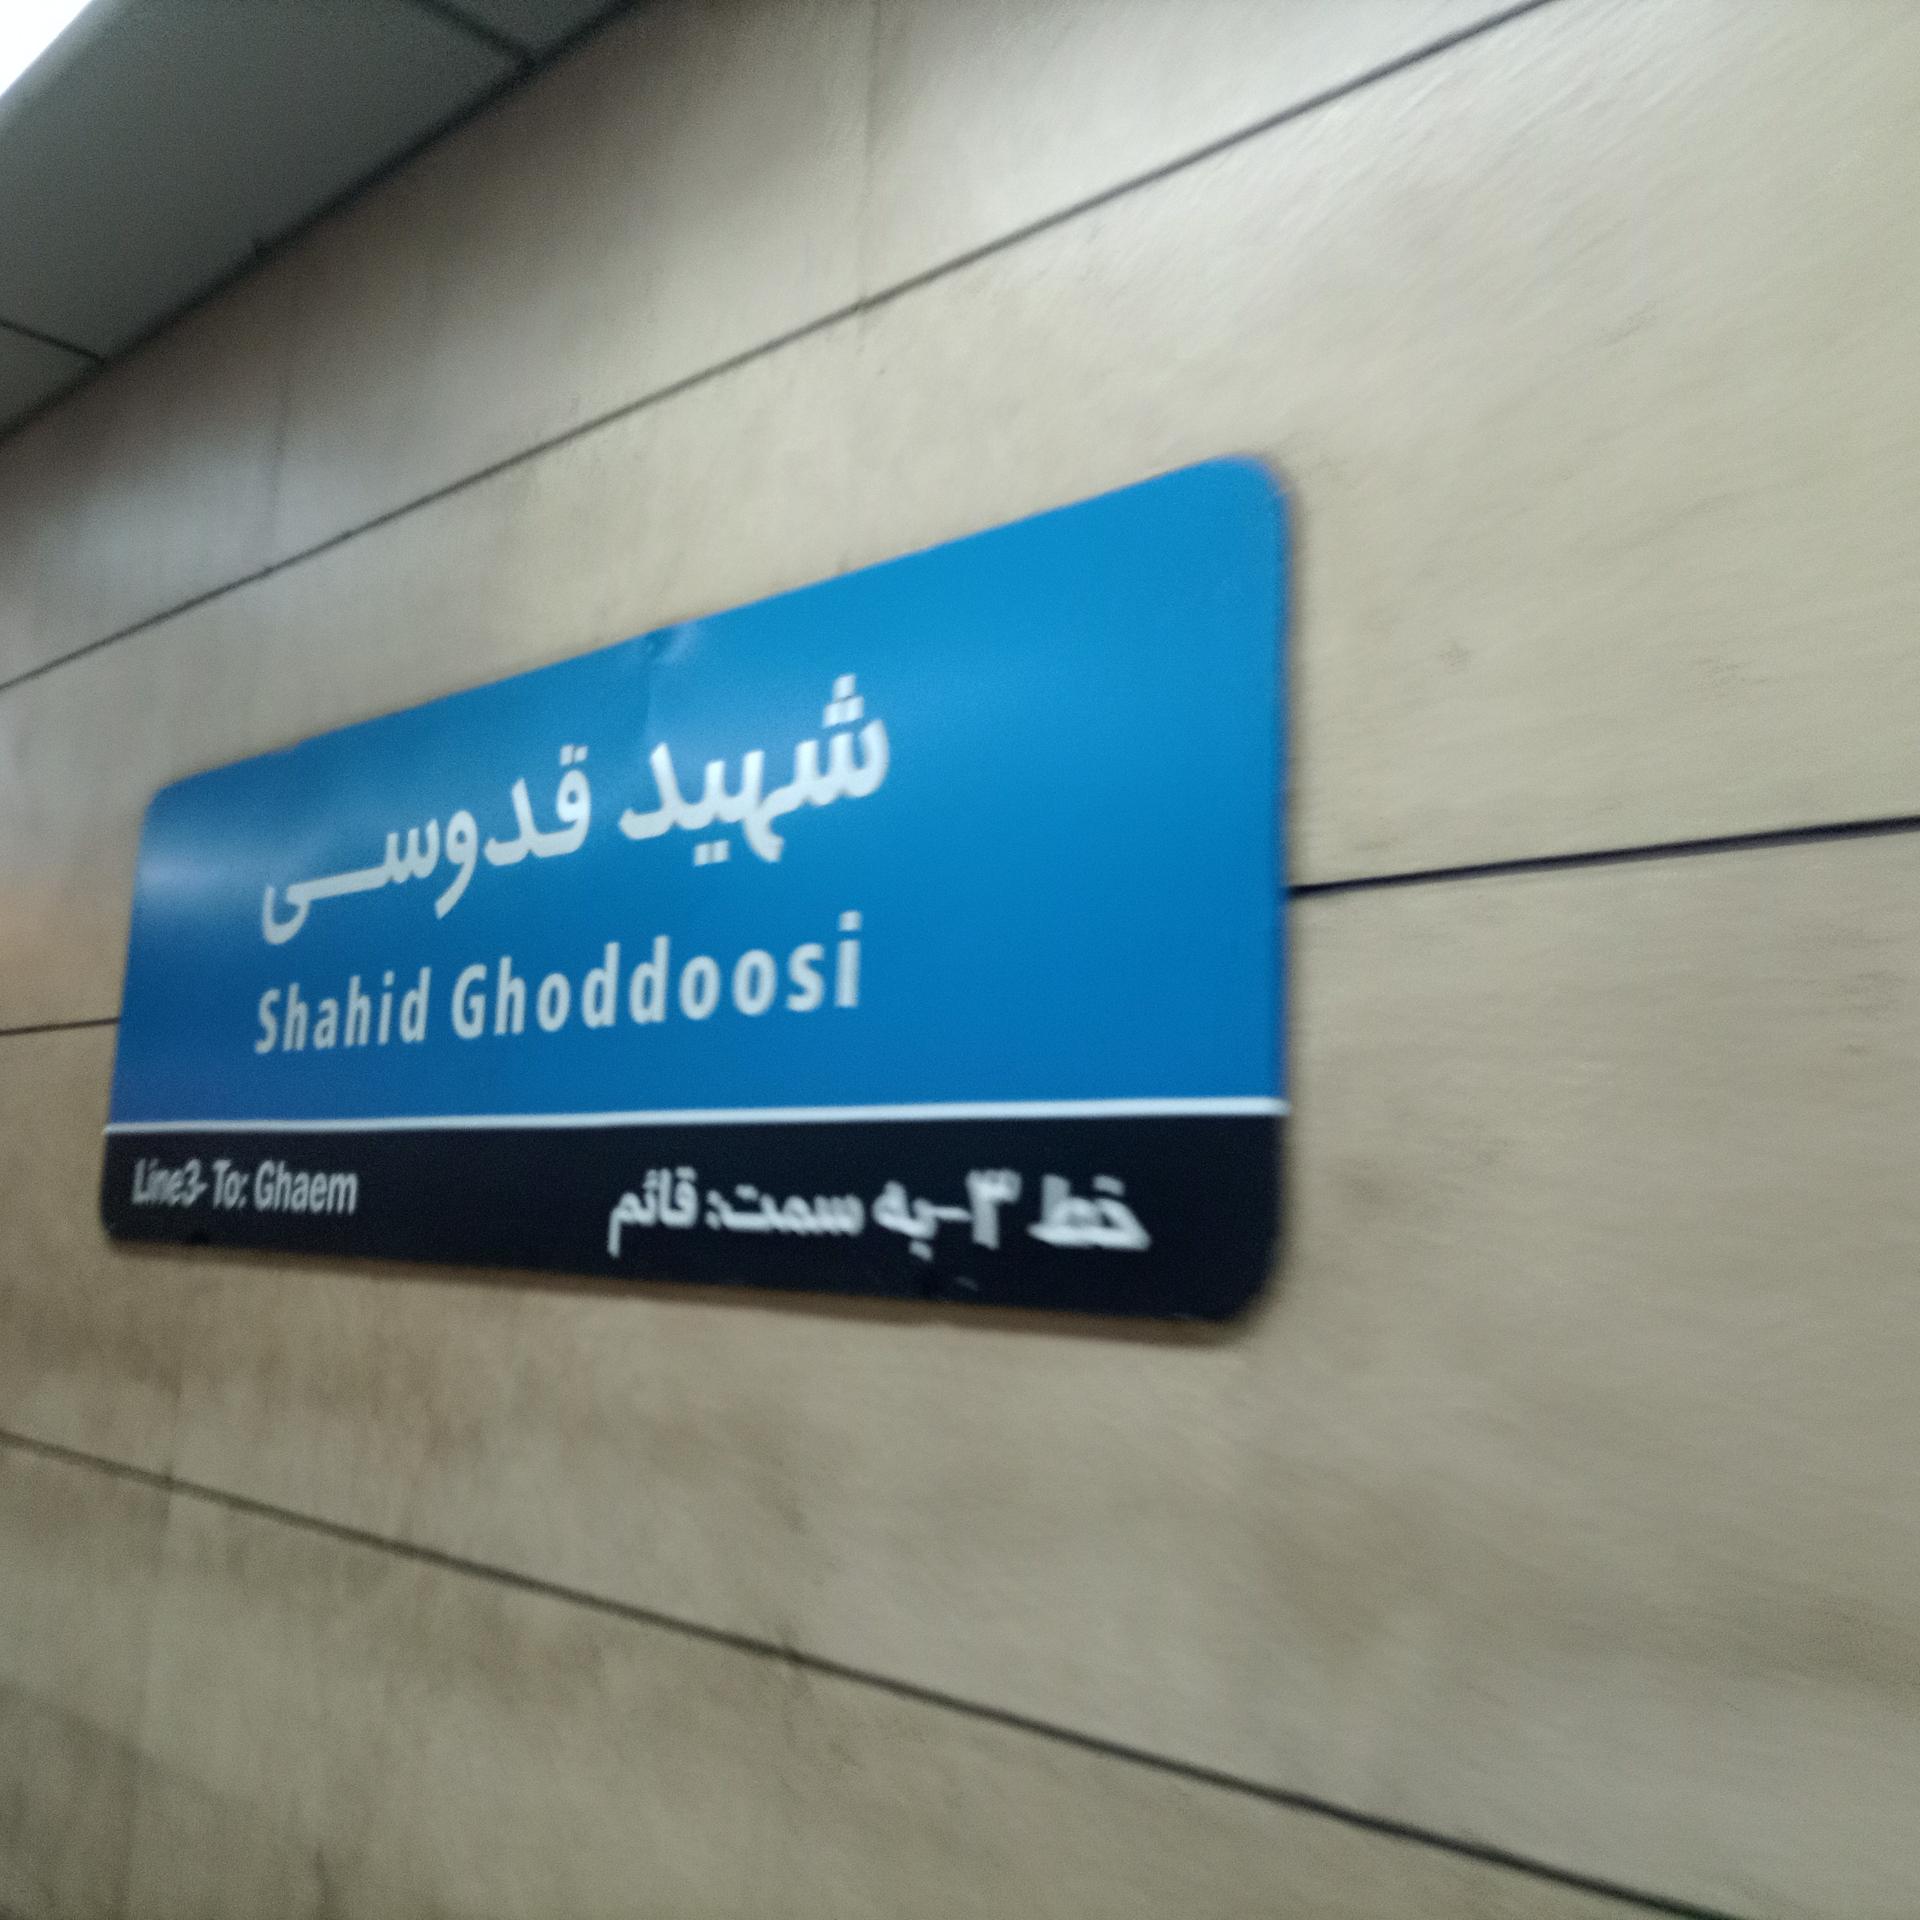 شهید قدوسی
Shahid Ghoddoosi
Line3- To: Ghaem
خط ۳-به سمت: قائم